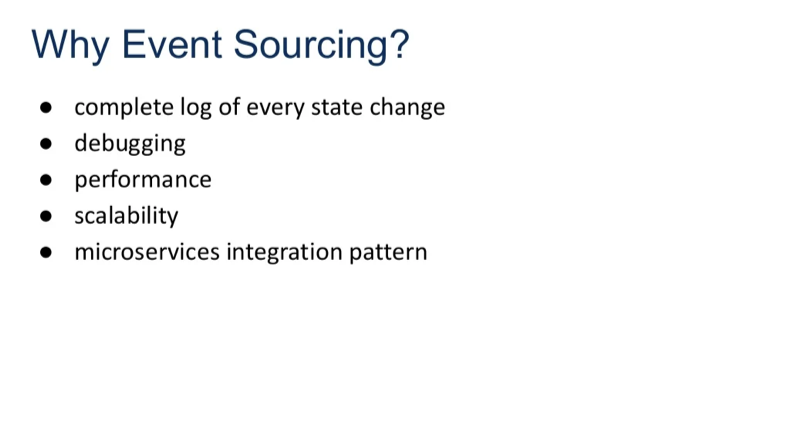 Why Event Sourcing?
● complete log of every state change
● debugging
● performance
● scalability
● microservices integration pattern